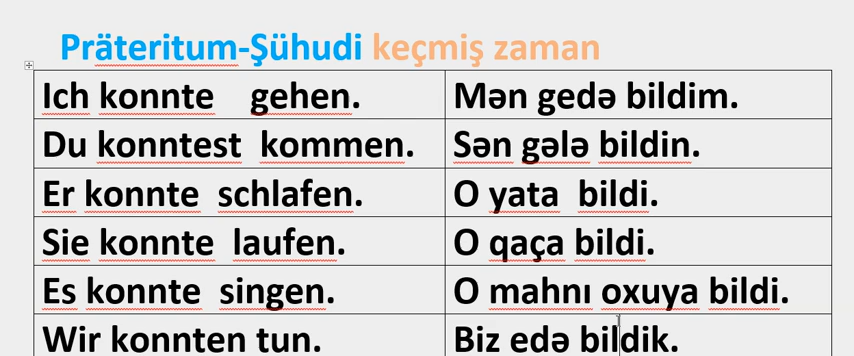 Präteritum-Şühudi keçmiş zaman
Ich konnte gehen. Mən gedə bildim.
Du konntest kommen. Sən gələ bildin.
Er konnte schlafen. O yata bildi.
Sie konnte laufen. O qaça bildi.
Es konnte singen. O mahnı oxuya bildi.
Wir konnten tun. Biz edə bildik.